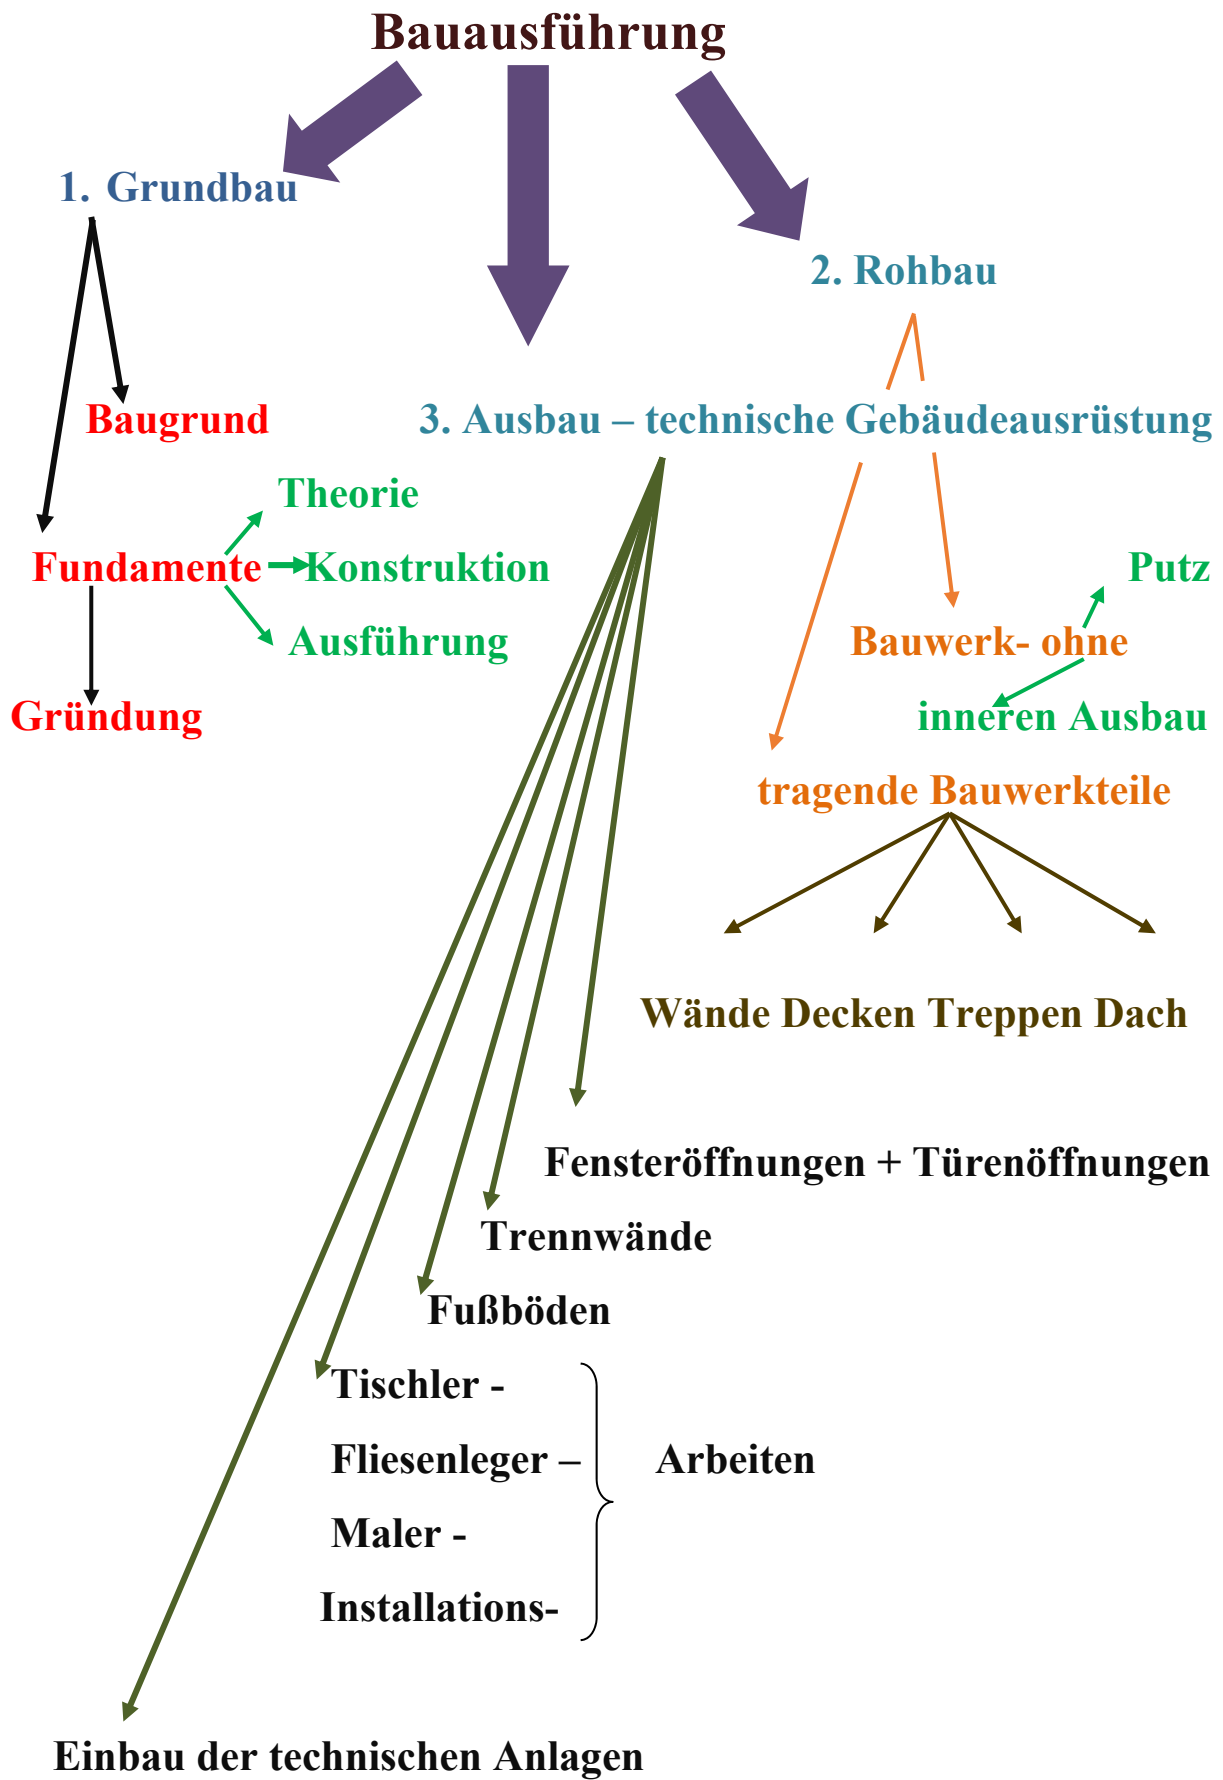 Bauausführung
1. Grundbau
2. Rohbau
Baugrund
3. Ausbau – technische Gebäudeausrüstung
Theorie
Fundamente
Konstruktion
Putz
Ausführung
Bauwerk- ohne
Gründung
inneren Ausbau
tragende Bauwerkteile
Wände Decken Treppen Dach
Fensteröffnungen + Türenöffnungen
Trennwände
Fußböden
Tischler -
Fliesenleger –
Arbeiten
Maler -
Installations-
Einbau der technischen Anlagen